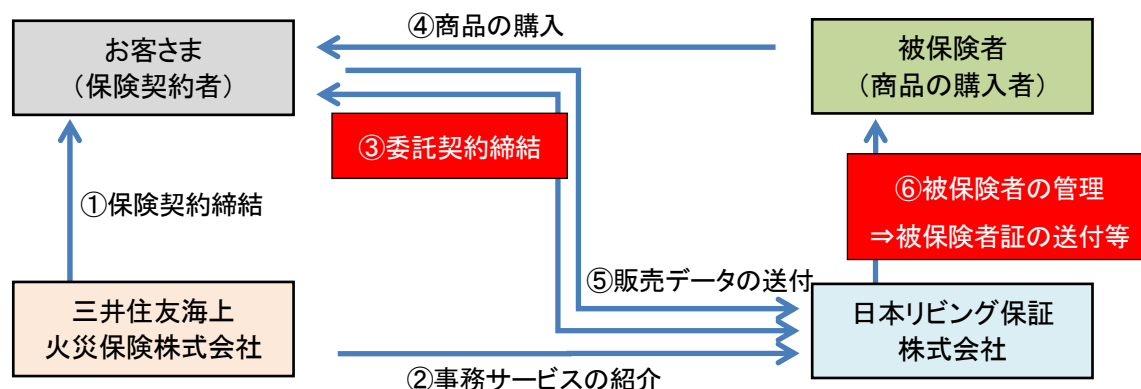 ④商品の購入
お客さま
（保険契約者）
被保険者
（商品の購入者）
③委託契約締結
⑥被保険者の管理
⇒被保険者証の送付等
①保険契約締結
⑤販売データの送付
三井住友海上
火災保険株式会社
日本リビング保証
株式会社
②事務サービスの紹介